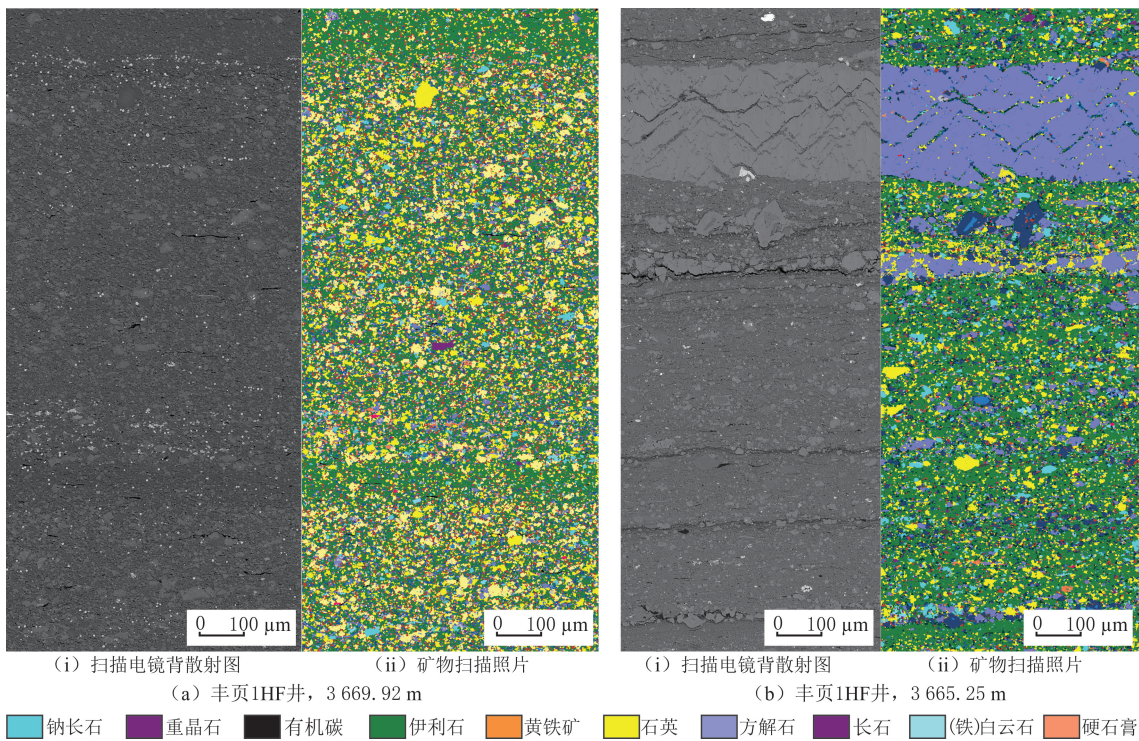 0 100 μm
0 100 μm
0 100 μm
0 100 μm
(ⅰ) 扫描电镜背散射图
(ⅱ) 矿物扫描照片
(ⅰ) 扫描电镜背散射图
(ⅱ) 矿物扫描照片
(a) 丰页1HF井, 3 669.92 m
(b) 丰页1HF井, 3 665.25 m
钠长石 重晶石 有机碳 伊利石 黄铁矿 石英 方解石 长石 (铁)白云石 硬石膏